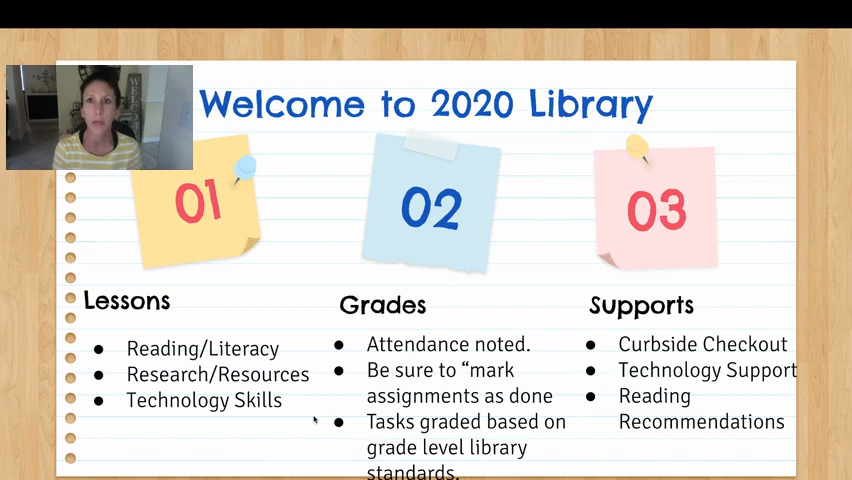 Welcome to 2020 Library
01
02
03
Lessons
Reading/Literacy
Research/Resources
Technology Skills
Grades
Attendance noted.
Be sure to “mark
assignments as done
Tasks graded based on
grade level library
standards.
Supports
Curbside Checkout
Technology Support
Reading
Recommendations
WELCOME